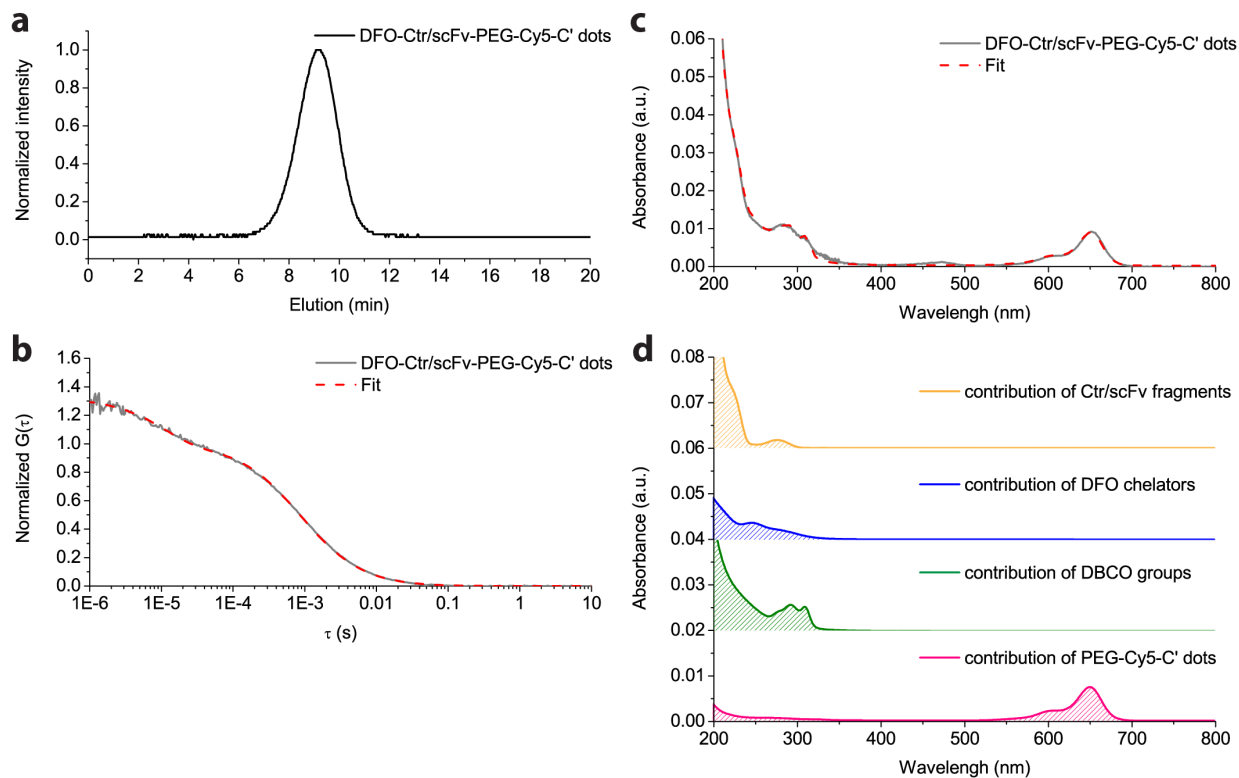 a
DFO-Ctr/scFv-PEG-Cy5-C' dots
Normalized intensity
1.0
0.8
0.6
0.4
0.2
0.0
0 2 4 6 8 10 12 14 16 18 20
Elution (min)
b
DFO-Ctr/scFv-PEG-Cy5-C' dots
Fit
Normalized G(τ)
1.6
1.4
1.2
1.0
0.8
0.6
0.4
0.2
0.0
1E-6 1E-5 1E-4 1E-3 0.01 0.1 1 10
τ (s)
c
DFO-Ctr/scFv-PEG-Cy5-C' dots
Fit
Absorbance (a.u.)
0.06
0.05
0.04
0.03
0.02
0.01
0.00
200 300 400 500 600 700 800
Wavelengh (nm)
d
contribution of Ctr/scFv fragments
contribution of DFO chelators
contribution of DBCO groups
contribution of PEG-Cy5-C' dots
Absorbance (a.u.)
0.08
0.07
0.06
0.05
0.04
0.03
0.02
0.01
0.00
200 300 400 500 600 700 800
Wavelengh (nm)